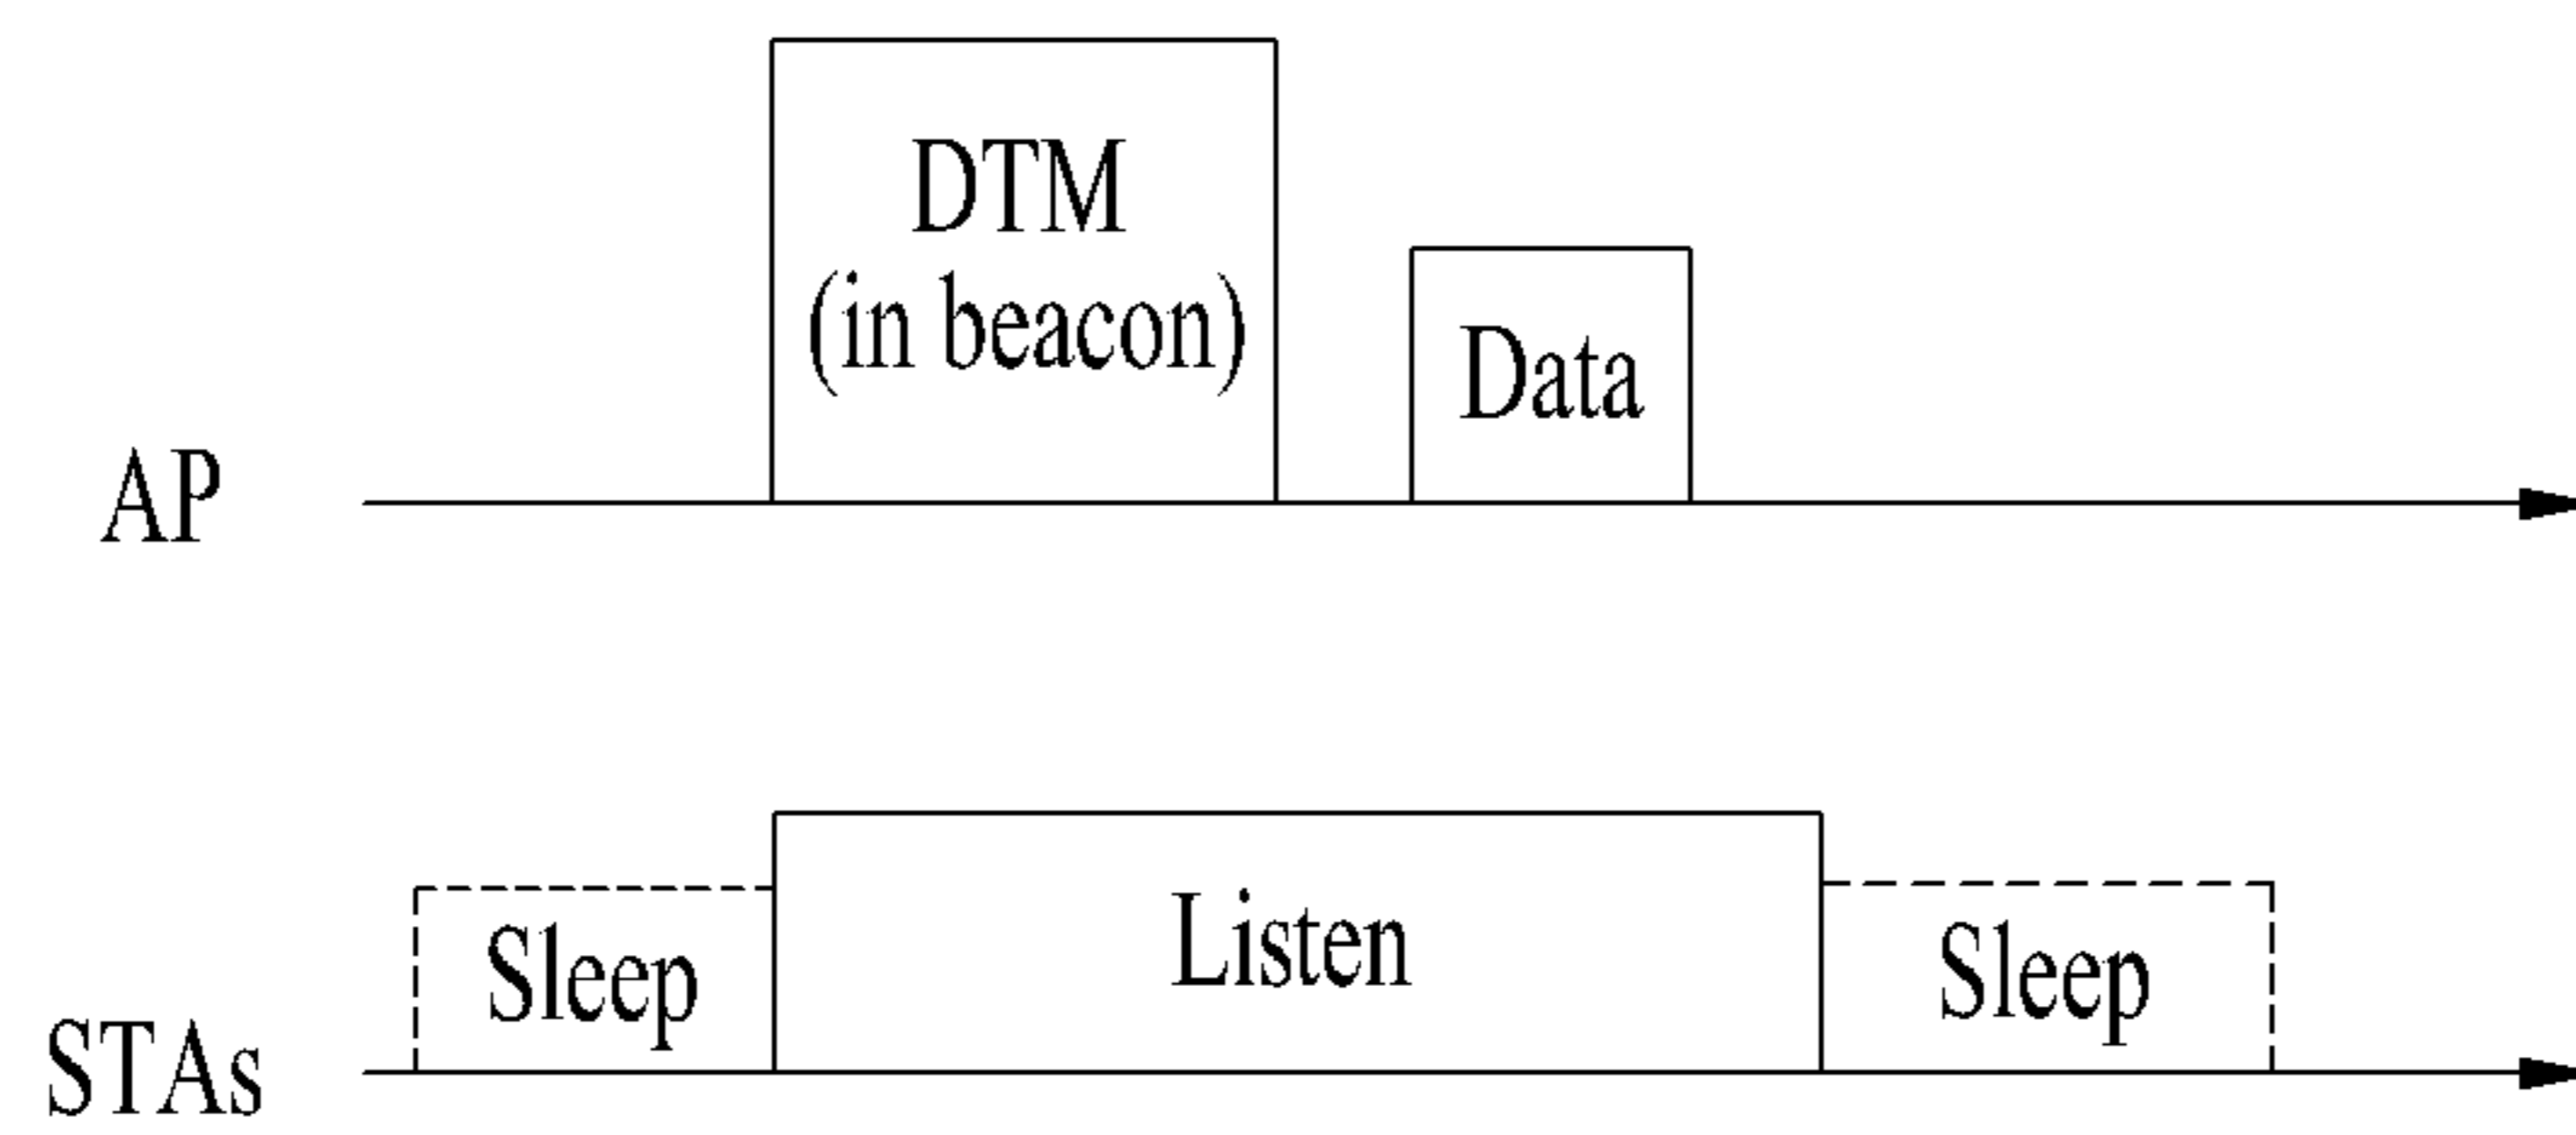 DTM
(in beacon)
Data
AP
Listen
Sleep
Sleep
STAs